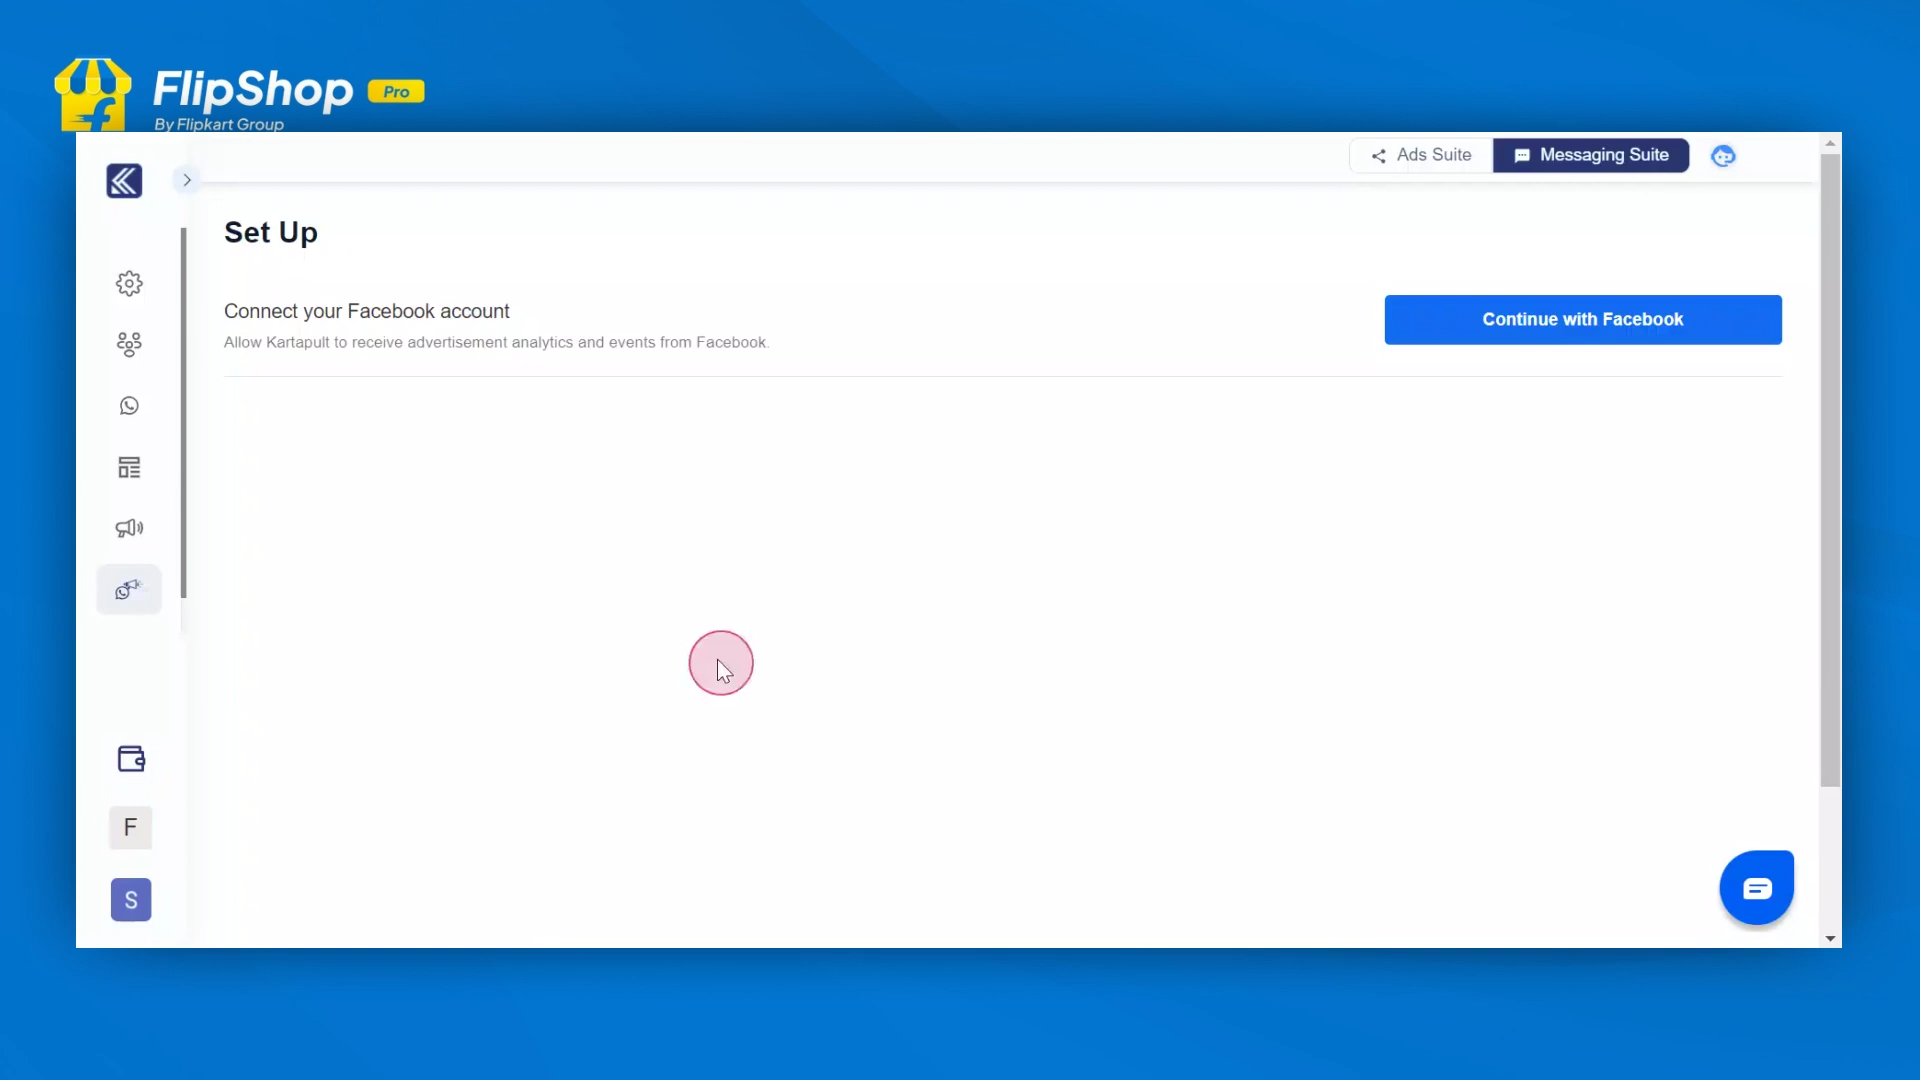 FlipShop Pro
By Flipkart Group
Ads Suite
Messaging Suite
Set Up
Connect your Facebook account
Allow Kartapult to receive advertisement analytics and events from Facebook.
Continue with Facebook
F
S